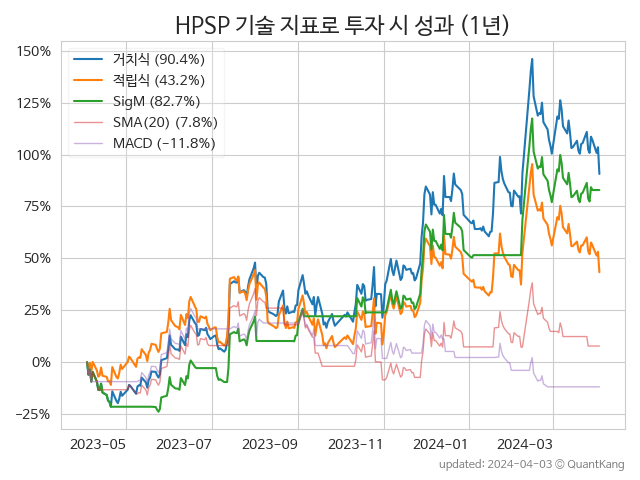 HPSP 기술 지표로 투자 시 성과 (1년)
150%
125%
100%
75%
50%
25%
0%
−25%
거치식 (90.4%)
적립식 (43.2%)
SigM (82.7%)
SMA(20) (7.8%)
MACD (−11.8%)
2023-05 2023-07 2023-09 2023-11 2024-01 2024-03
updated: 2024-04-03 © QuantKang